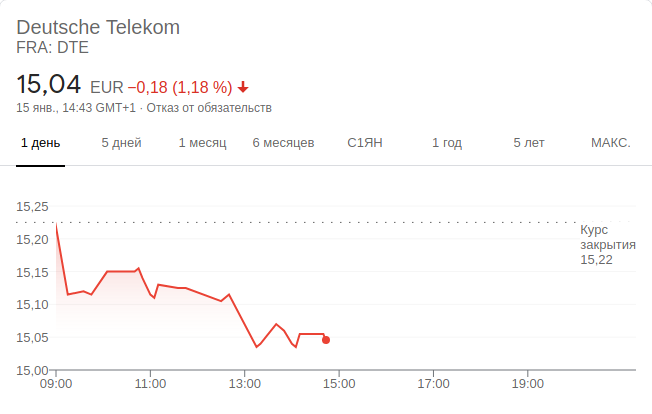 Deutsche Telekom
FRA: DTE
15,04 EUR −0,18 (1,18 %)
15 янв., 14:43 GMT+1 · Отказ от обязательств
1 день 5 дней 1 месяц 6 месяцев С1ЯН 1 год 5 лет МАКС.
15,25
15,20
15,15
15,10
15,05
15,00
Курс
закрытия
15,22
09:00 11:00 13:00 15:00 17:00 19:00